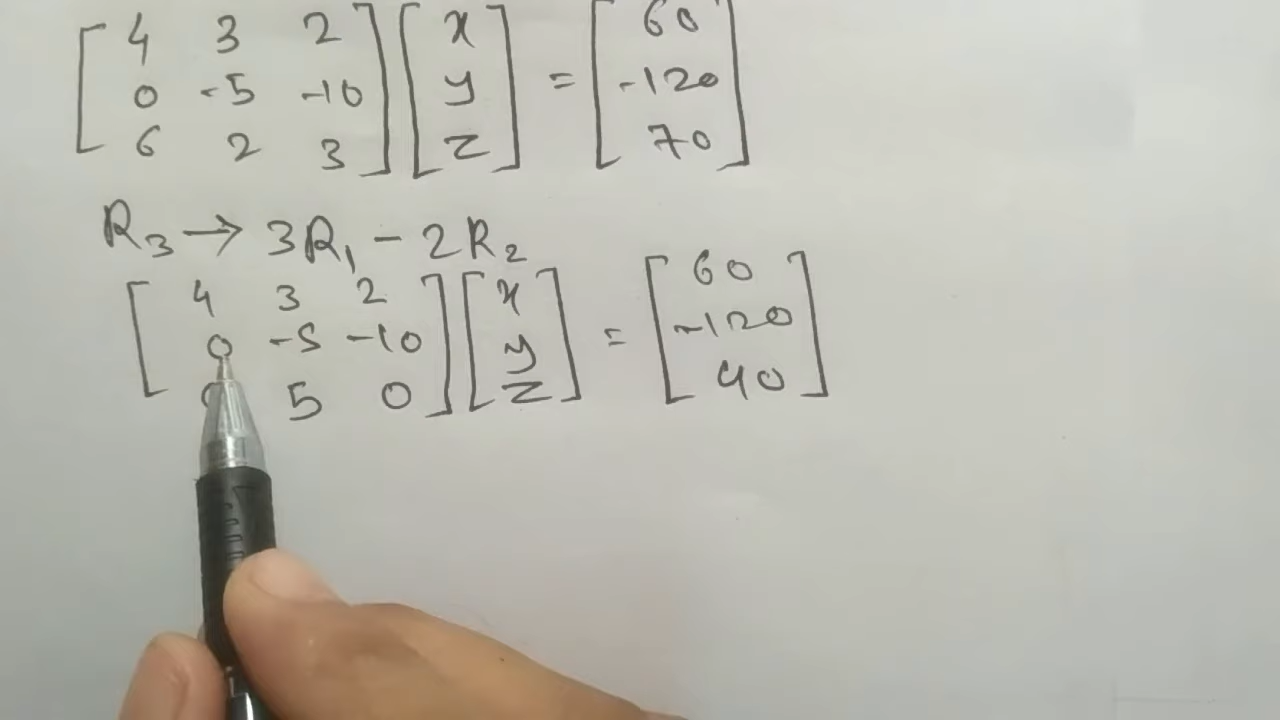 [4 3 2] [x] = [60]
[0 -5 -10] [y] [-120]
[6 2 3] [z] [70]
R3 → 3R1 - 2R2
[4 3 2] [x] = [60]
[0 -5 -10] [y] [-120]
[0 5 0] [z] [40]